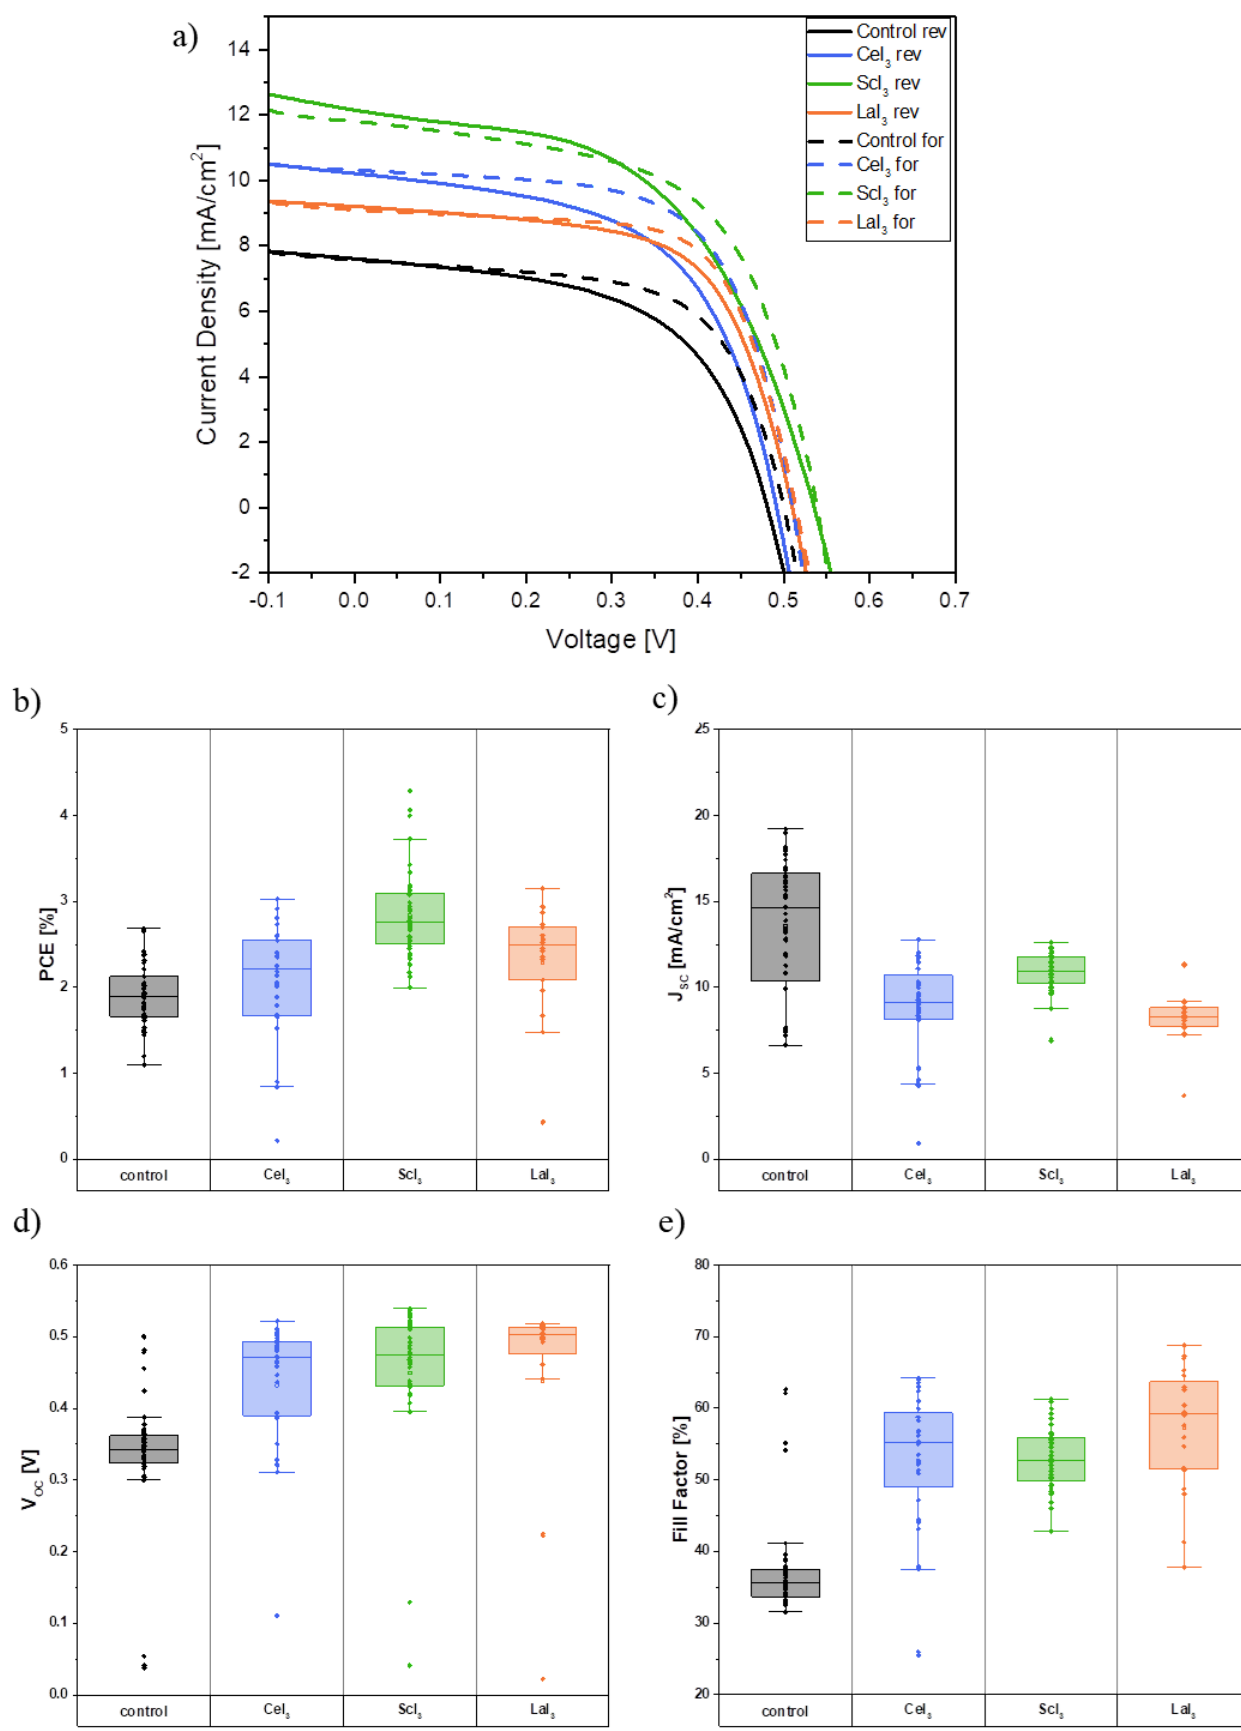 a)
14
12
10
8
6
4
2
0
-2
Current Density [mA/cm²]
-0.1 0.0 0.1 0.2 0.3 0.4 0.5 0.6 0.7
Voltage [V]
Control rev
CeI₃ rev
ScI₃ rev
LaI₃ rev
Control for
CeI₃ for
ScI₃ for
LaI₃ for
b)
5
4
3
2
1
0
PCE [%]
control CeI₃ ScI₃ LaI₃
c)
25
20
15
10
5
0
J_SC [mA/cm²]
control CeI₃ ScI₃ LaI₃
d)
0.6
0.5
0.4
0.3
0.2
0.1
0.0
V_OC [V]
control CeI₃ ScI₃ LaI₃
e)
80
70
60
50
40
30
20
Fill Factor [%]
control CeI₃ ScI₃ LaI₃